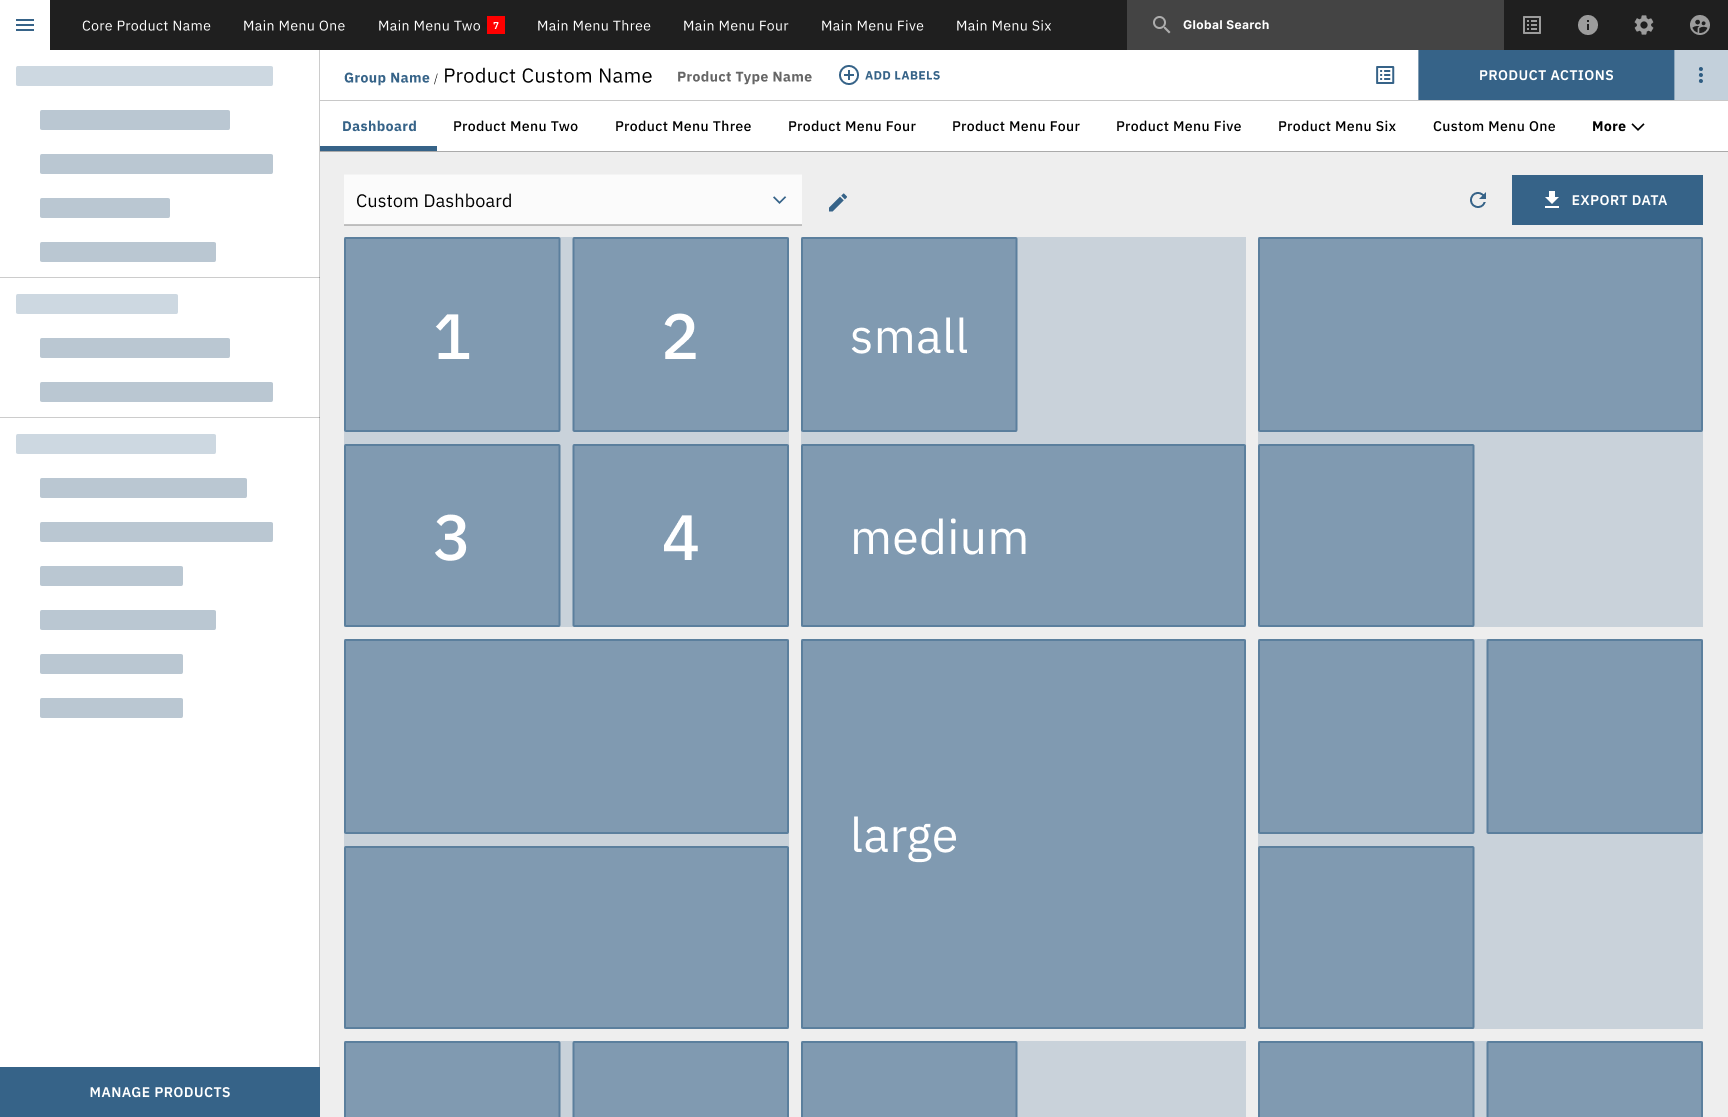 Core Product Name Main Menu One Main Menu Two 7 Main Menu Three Main Menu Four Main Menu Five Main Menu Six Global Search
Group Name / Product Custom Name Product Type Name ADD LABELS PRODUCT ACTIONS
Dashboard Product Menu Two Product Menu Three Product Menu Four Product Menu Four Product Menu Five Product Menu Six Custom Menu One More
Custom Dashboard EXPORT DATA
1 2 small
3 4 medium
large
MANAGE PRODUCTS